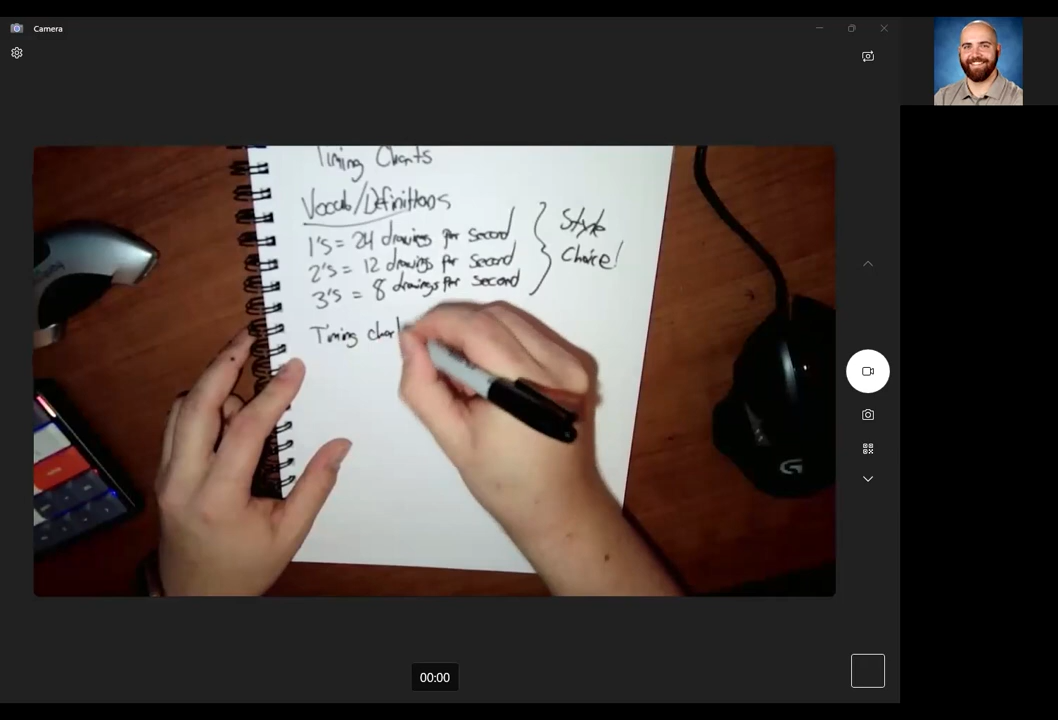 Camera
Timing Charts
Vocab/Definitions
1's = 24 drawings per second
2's = 12 drawings per second
3's = 8 drawings per second
Style
Choice!
Timing chart
00:00